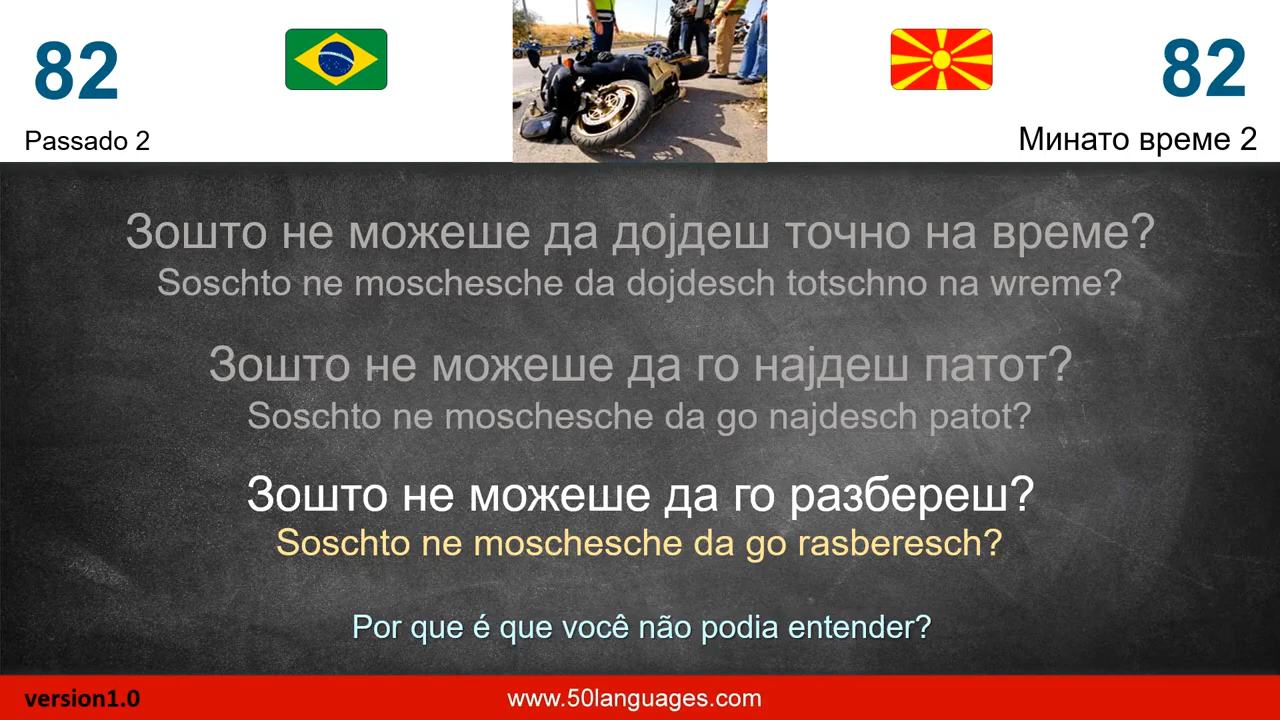 82
82
Passado 2
Минато време 2
Зошто не можеше да дојдеш точно на време?
Soschto ne moschesche da dojdesch totschno na wreme?
Зошто не можеше да го најдеш патот?
Soschto ne moschesche da go najdesch patot?
Зошто не можеше да го разбереш?
Soschto ne moschesche da go rasberesch?
Por que é que você não podia entender?
version1.0
www.50languages.com